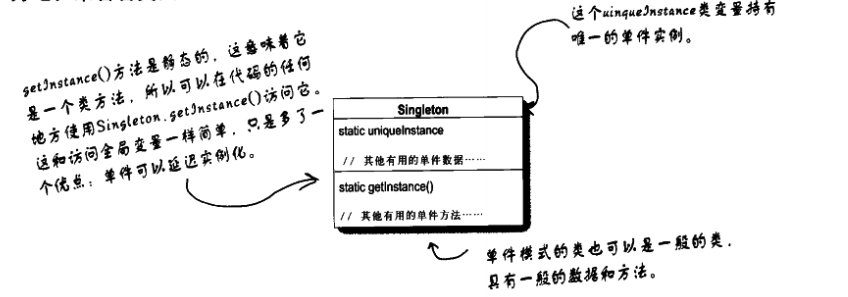 这个uinqueInstance类变量持有
唯一的单件实例。
getInstance()方法是静态的，这意味着它
是一个类方法，所以可以在代码的任何
地方使用Singleton.getInstance()访问它。
这和访问全局变量一样简单，只是多了一
个优点：单件可以延迟实例化。
Singleton
static uniqueInstance
// 其他有用的单件数据……
static getInstance()
// 其他有用的单件方法……
单件模式的类也可以是一般的类，
具有一般的数据和方法。